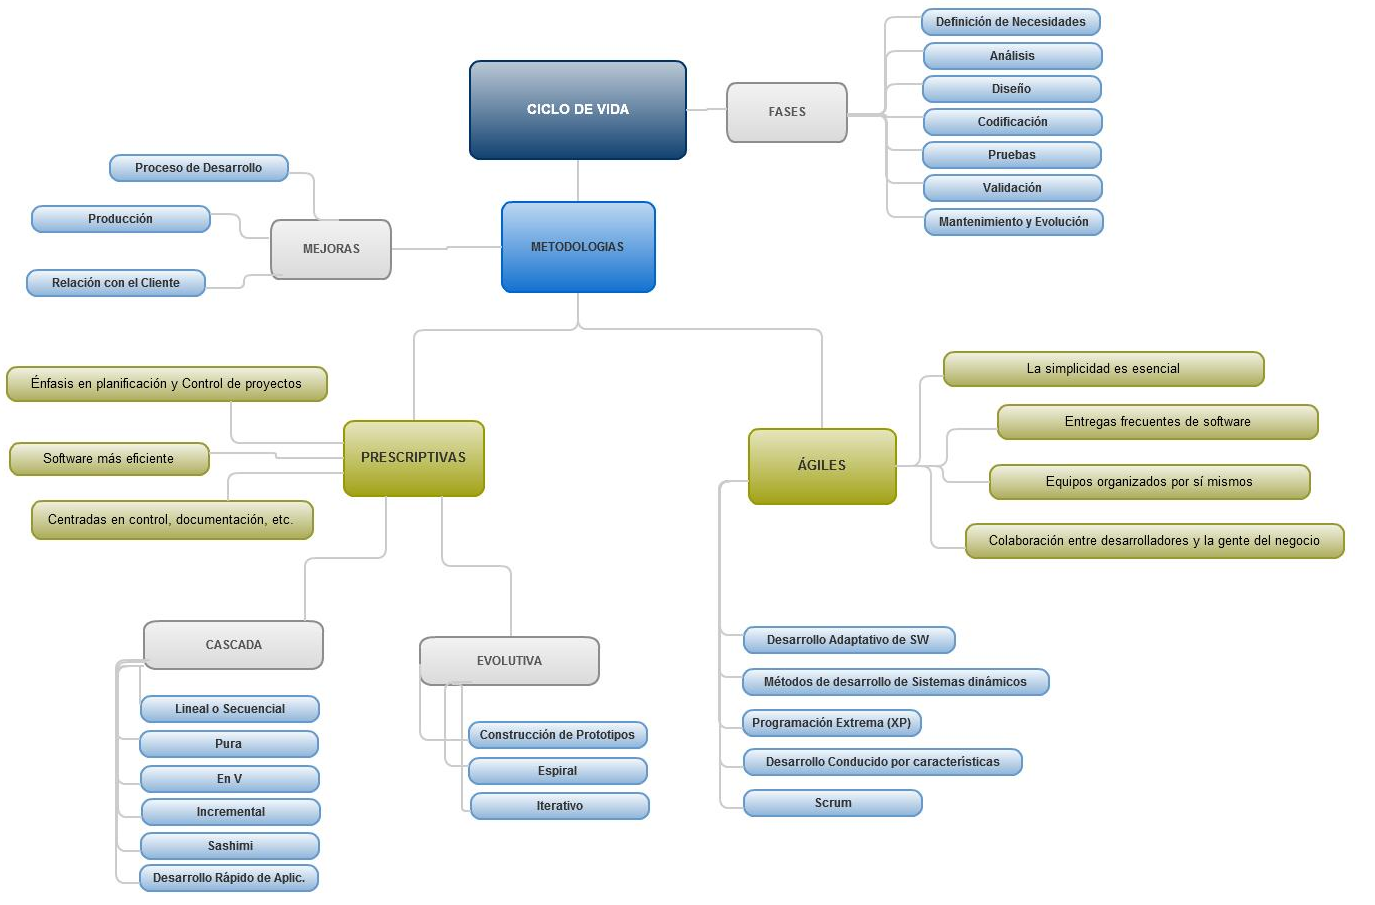 CICLO DE VIDA
FASES
Definición de Necesidades
Análisis
Diseño
Codificación
Pruebas
Validación
Mantenimiento y Evolución
METODOLOGIAS
MEJORAS
Proceso de Desarrollo
Producción
Relación con el Cliente
PRESCRIPTIVAS
Énfasis en planificación y Control de proyectos
Software más eficiente
Centradas en control, documentación, etc.
CASCADA
Lineal o Secuencial
Pura
En V
Incremental
Sashimi
Desarrollo Rápido de Aplic.
EVOLUTIVA
Construcción de Prototipos
Espiral
Iterativo
ÁGILES
La simplicidad es esencial
Entregas frecuentes de software
Equipos organizados por sí mismos
Colaboración entre desarrolladores y la gente del negocio
Desarrollo Adaptativo de SW
Métodos de desarrollo de Sistemas dinámicos
Programación Extrema (XP)
Desarrollo Conducido por características
Scrum